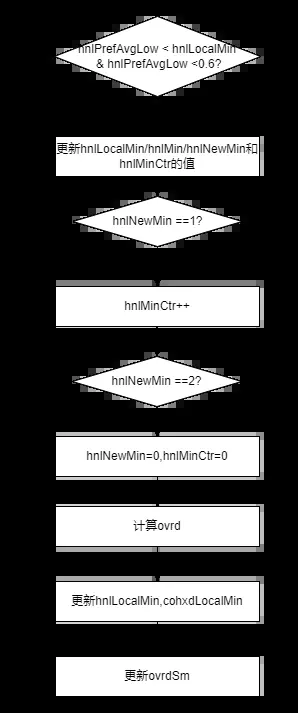 hnlPrefAvgLow < hnlLocalMin
& hnlPrefAvgLow <0.6?
更新hnlLocalMin/hnlMin/hnlNewMin和
hnlMinCtr的值
hnlNewMin ==1?
hnlMinCtr++
hnlNewMin ==2?
hnlNewMin=0,hnlMinCtr=0
计算ovrd
更新hnlLocalMin,cohxdLocalMin
更新ovrdSm